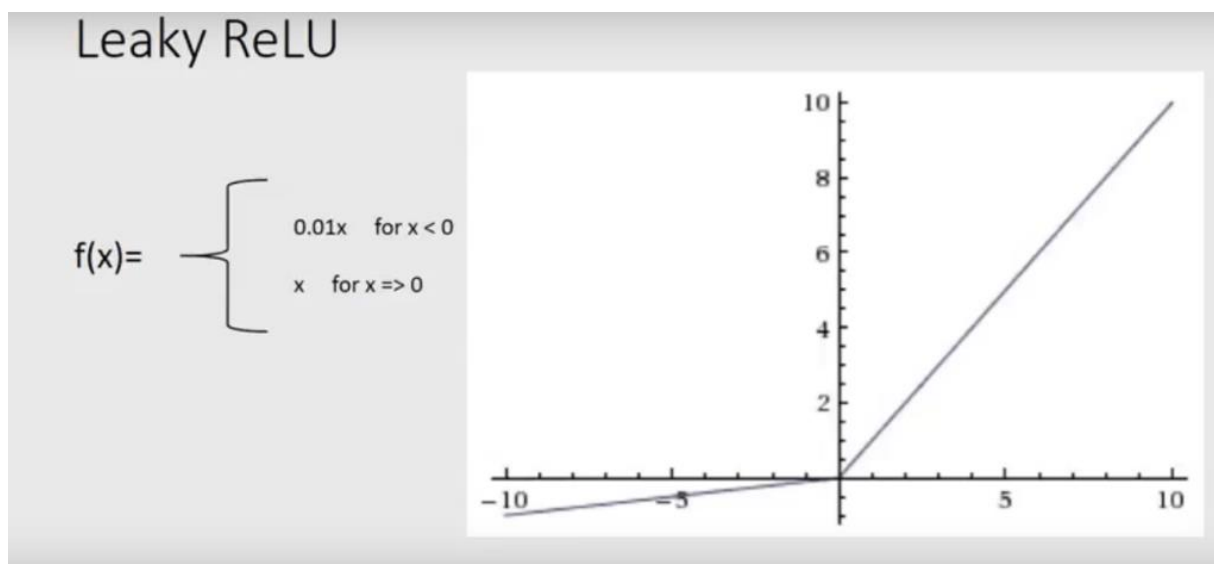 Leaky ReLU
f(x)=
0.01x for x < 0
x for x => 0
10
8
6
4
2
−10 −5 5 10